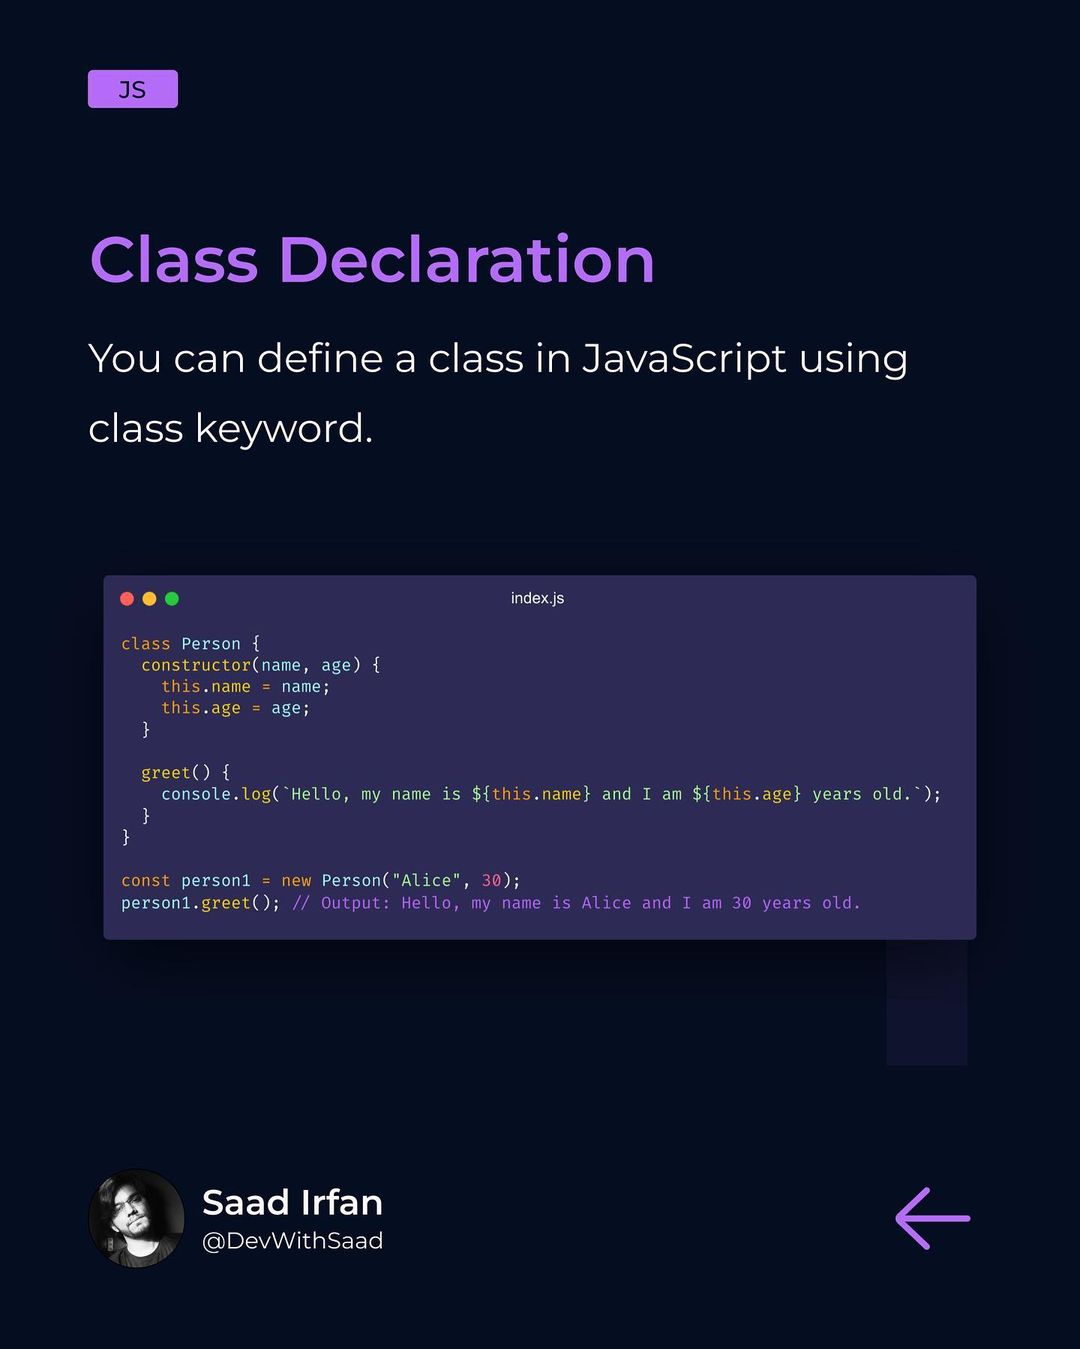 JS
Class Declaration
You can define a class in JavaScript using
class keyword.
index.js
class Person {
  constructor(name, age) {
    this.name = name;
    this.age = age;
  }
  greet() {
    console.log(`Hello, my name is ${this.name} and I am ${this.age} years old.`);
  }
}
const person1 = new Person("Alice", 30);
person1.greet(); // Output: Hello, my name is Alice and I am 30 years old.
Saad Irfan
@DevWithSaad